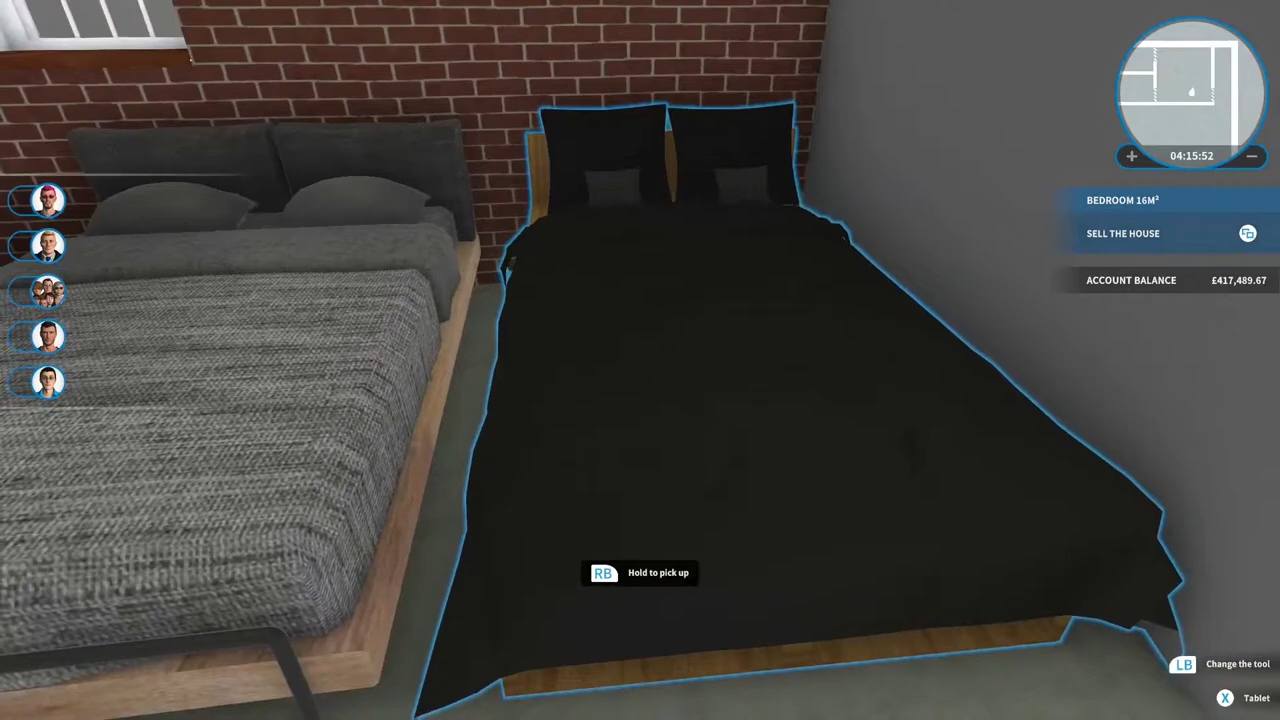 04:15:52
BEDROOM 16M²
SELL THE HOUSE
ACCOUNT BALANCE £417,489.67
RB Hold to pick up
LB Change the tool
X Tablet